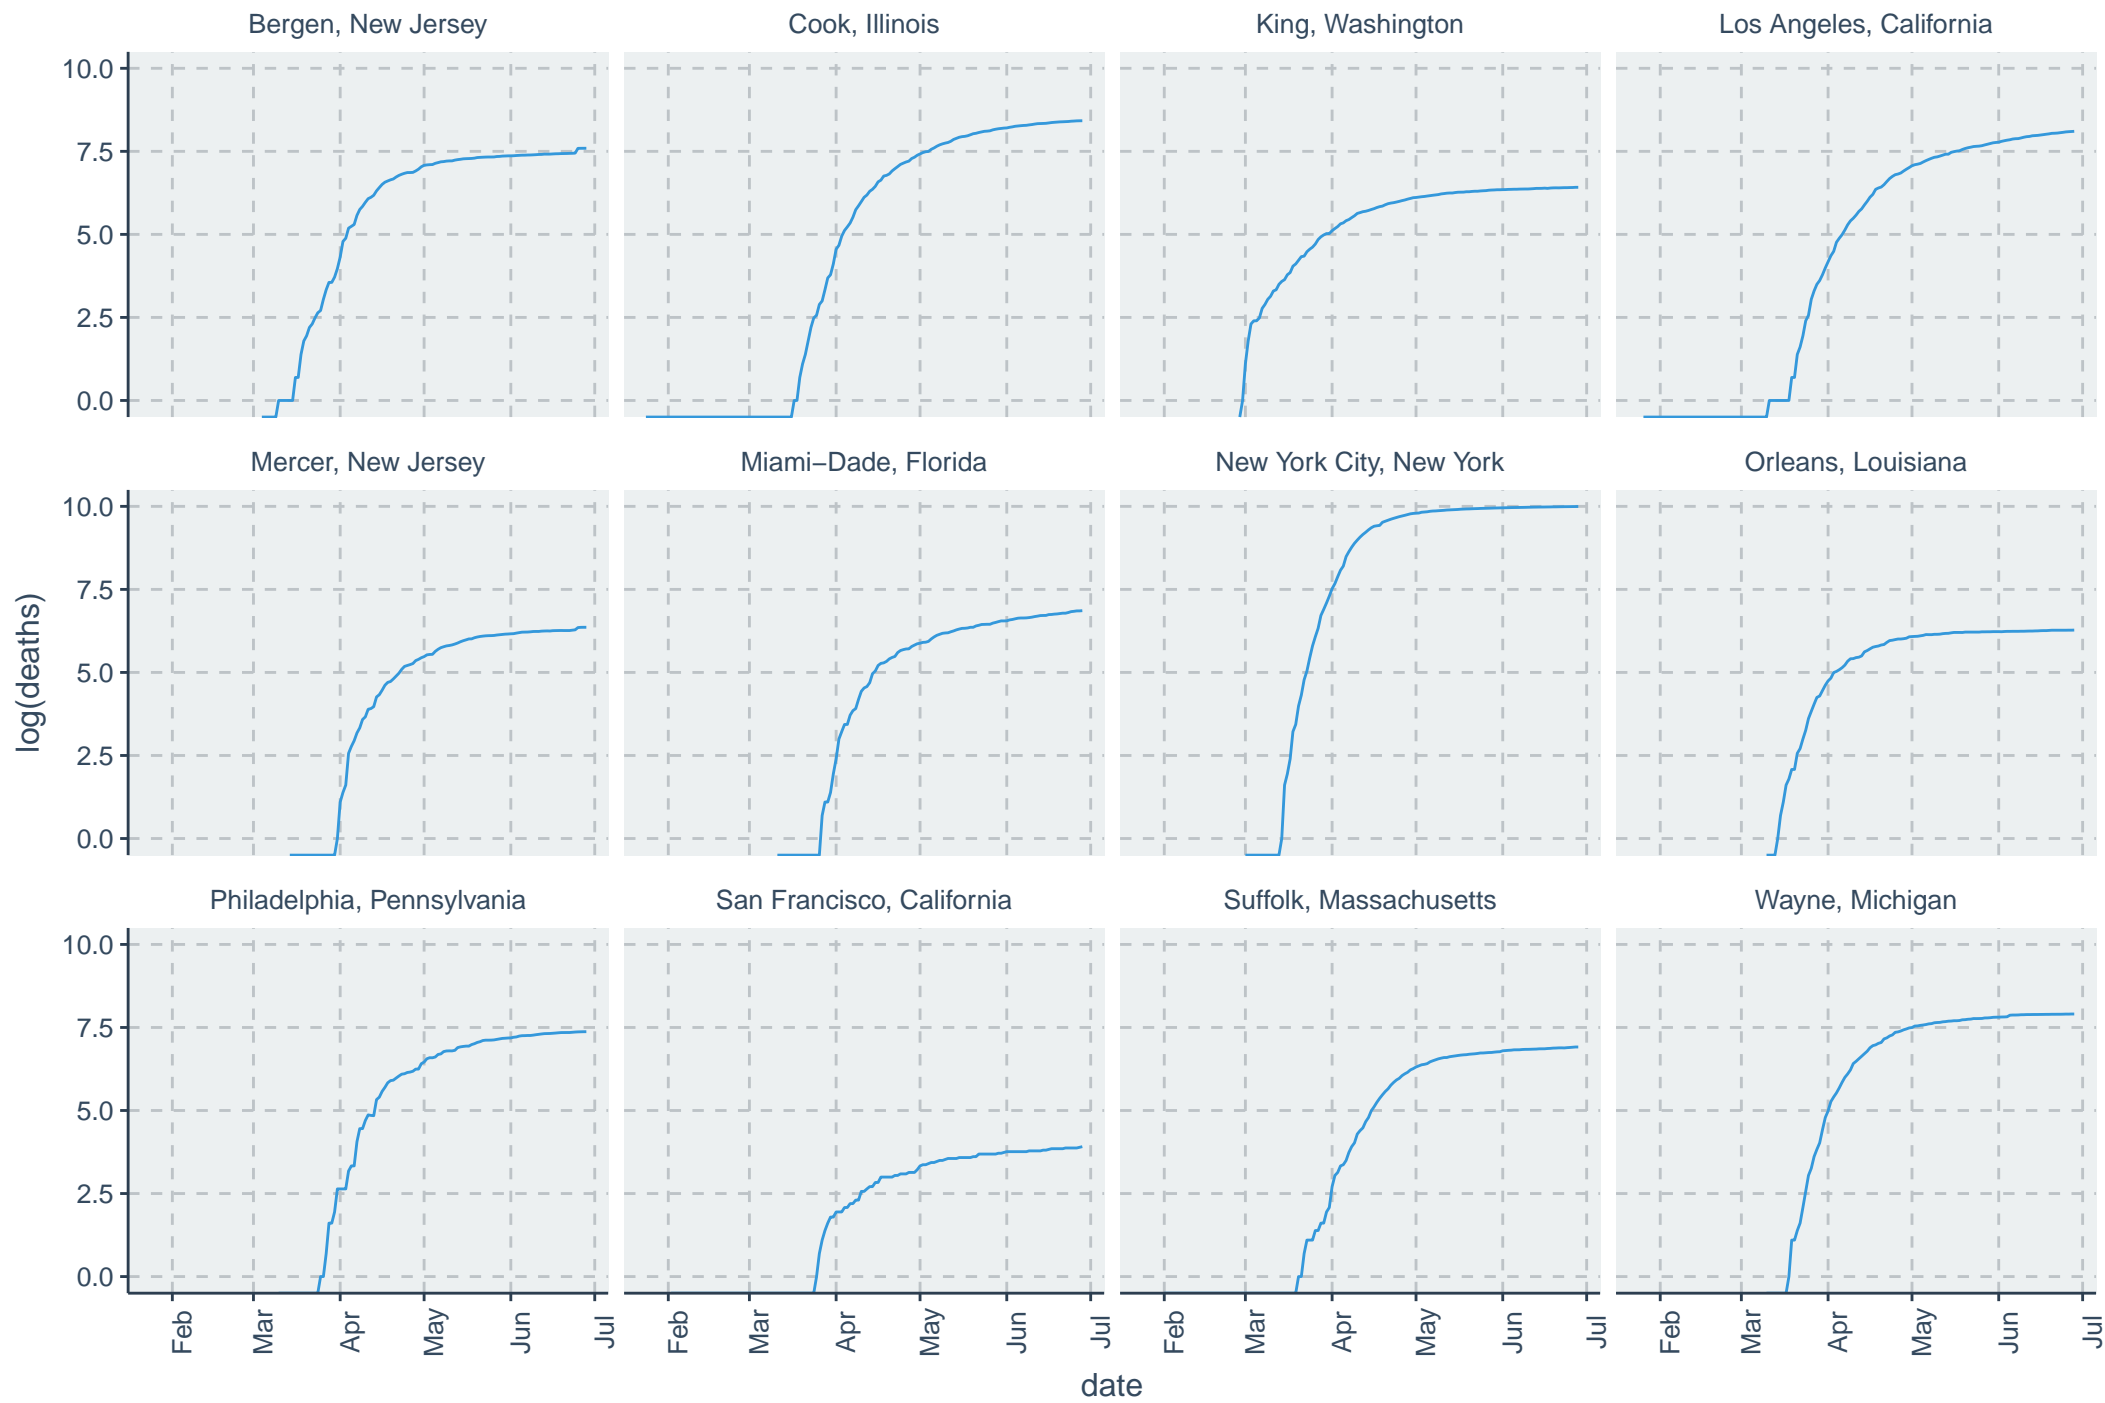 Bergen, New Jersey
Cook, Illinois
King, Washington
Los Angeles, California
10.0
7.5
5.0
2.5
0.0
Mercer, New Jersey
Miami−Dade, Florida
New York City, New York
Orleans, Louisiana
10.0
7.5
5.0
2.5
0.0
log(deaths)
Philadelphia, Pennsylvania
San Francisco, California
Suffolk, Massachusetts
Wayne, Michigan
10.0
7.5
5.0
2.5
0.0
Feb Mar Apr May Jun Jul
Feb Mar Apr May Jun Jul
Feb Mar Apr May Jun Jul
Feb Mar Apr May Jun Jul
date